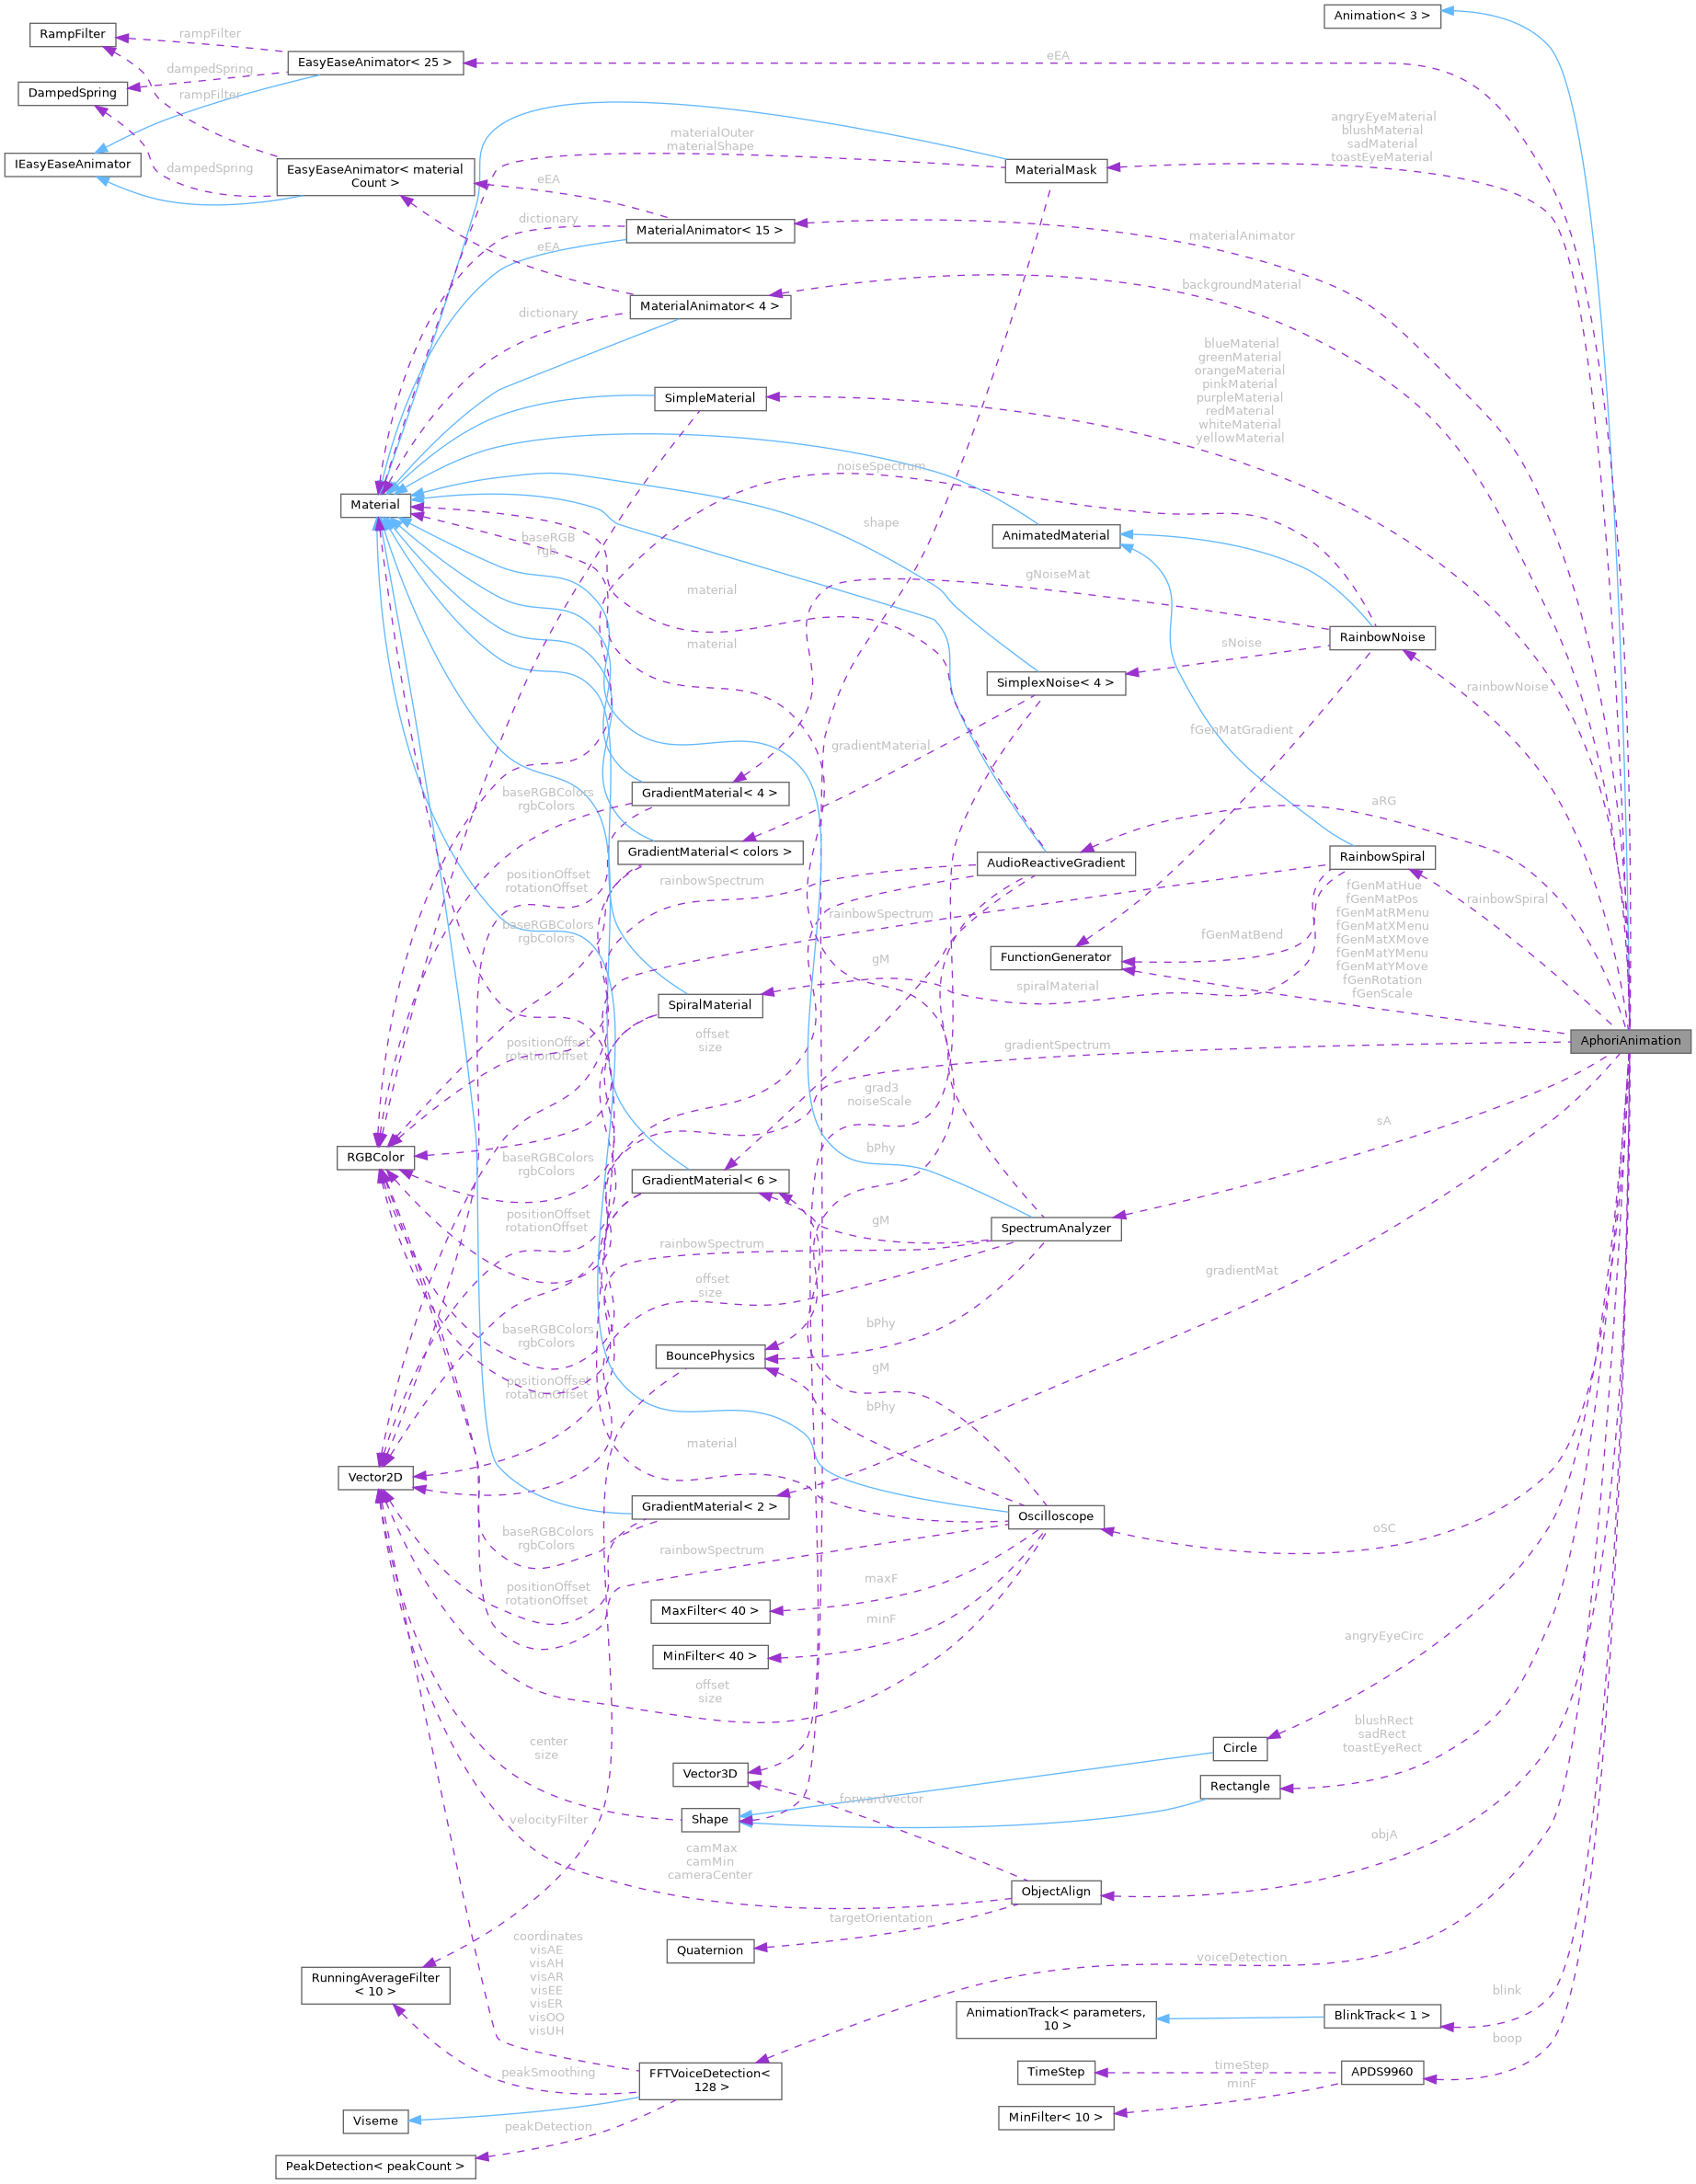 Animation< 3 >
RampFilter
rampFilter
EasyEaseAnimator< 25 >
eEA
dampedSpring
DampedSpring
rampFilter
angryEyeMaterial
blushMaterial
sadMaterial
toastEyeMaterial
materialOuter
materialShape
IEasyEaseAnimator
dampedSpring
EasyEaseAnimator< material
Count >
MaterialMask
eEA
dictionary
MaterialAnimator< 15 >
materialAnimator
eEA
backgroundMaterial
MaterialAnimator< 4 >
dictionary
blueMaterial
greenMaterial
orangeMaterial
pinkMaterial
purpleMaterial
redMaterial
whiteMaterial
yellowMaterial
SimpleMaterial
noiseSpectrum
Material
shape
AnimatedMaterial
baseRGB
rgb
gNoiseMat
material
RainbowNoise
material
sNoise
SimplexNoise< 4 >
rainbowNoise
fGenMatGradient
gradientMaterial
GradientMaterial< 4 >
baseRGBColors
rgbColors
aRG
GradientMaterial< colors >
AudioReactiveGradient
RainbowSpiral
positionOffset
rotationOffset
rainbowSpectrum
fGenMatHue
fGenMatPos
fGenMatRMenu
fGenMatXMenu
fGenMatXMove
fGenMatYMenu
fGenMatYMove
fGenRotation
fGenScale
rainbowSpiral
rainbowSpectrum
baseRGBColors
rgbColors
fGenMatBend
gM
FunctionGenerator
spiralMaterial
SpiralMaterial
offset
size
AphoriAnimation
positionOffset
rotationOffset
gradientSpectrum
grad3
noiseScale
sA
bPhy
RGBColor
baseRGBColors
rgbColors
GradientMaterial< 6 >
positionOffset
rotationOffset
gM
SpectrumAnalyzer
rainbowSpectrum
gradientMat
offset
size
bPhy
baseRGBColors
rgbColors
BouncePhysics
gM
positionOffset
rotationOffset
bPhy
material
Vector2D
GradientMaterial< 2 >
Oscilloscope
oSC
baseRGBColors
rgbColors
rainbowSpectrum
maxF
positionOffset
rotationOffset
MaxFilter< 40 >
minF
angryEyeCirc
MinFilter< 40 >
offset
size
blushRect
sadRect
toastEyeRect
center
size
Circle
Vector3D
Rectangle
forwardVector
Shape
velocityFilter
objA
camMax
camMin
cameraCenter
ObjectAlign
targetOrientation
Quaternion
coordinates
visAE
visAH
visAR
visEE
visER
visOO
visUH
voiceDetection
RunningAverageFilter
< 10 >
blink
AnimationTrack< parameters,
10 >
BlinkTrack< 1 >
boop
peakSmoothing
FFTVoiceDetection<
128 >
TimeStep
timeStep
APDS9960
minF
MinFilter< 10 >
Viseme
peakDetection
PeakDetection< peakCount >